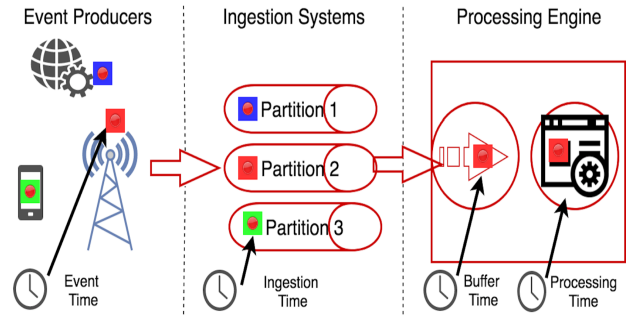 Event Producers
Ingestion Systems
Processing Engine
Partition 1
Partition 2
Partition 3
Event
Time
Ingestion
Time
Buffer
Time
Processing
Time